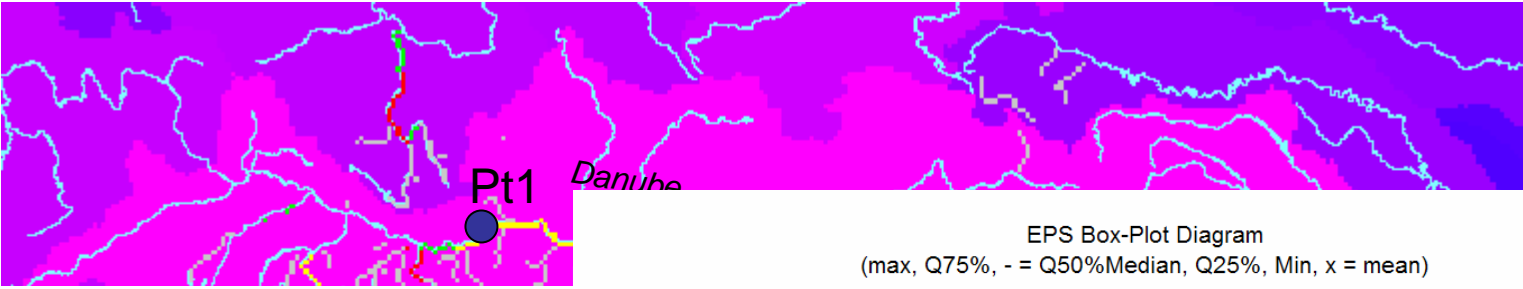 Pt1
Danube
EPS Box-Plot Diagram
(max, Q75%, - = Q50%Median, Q25%, Min, x = mean)